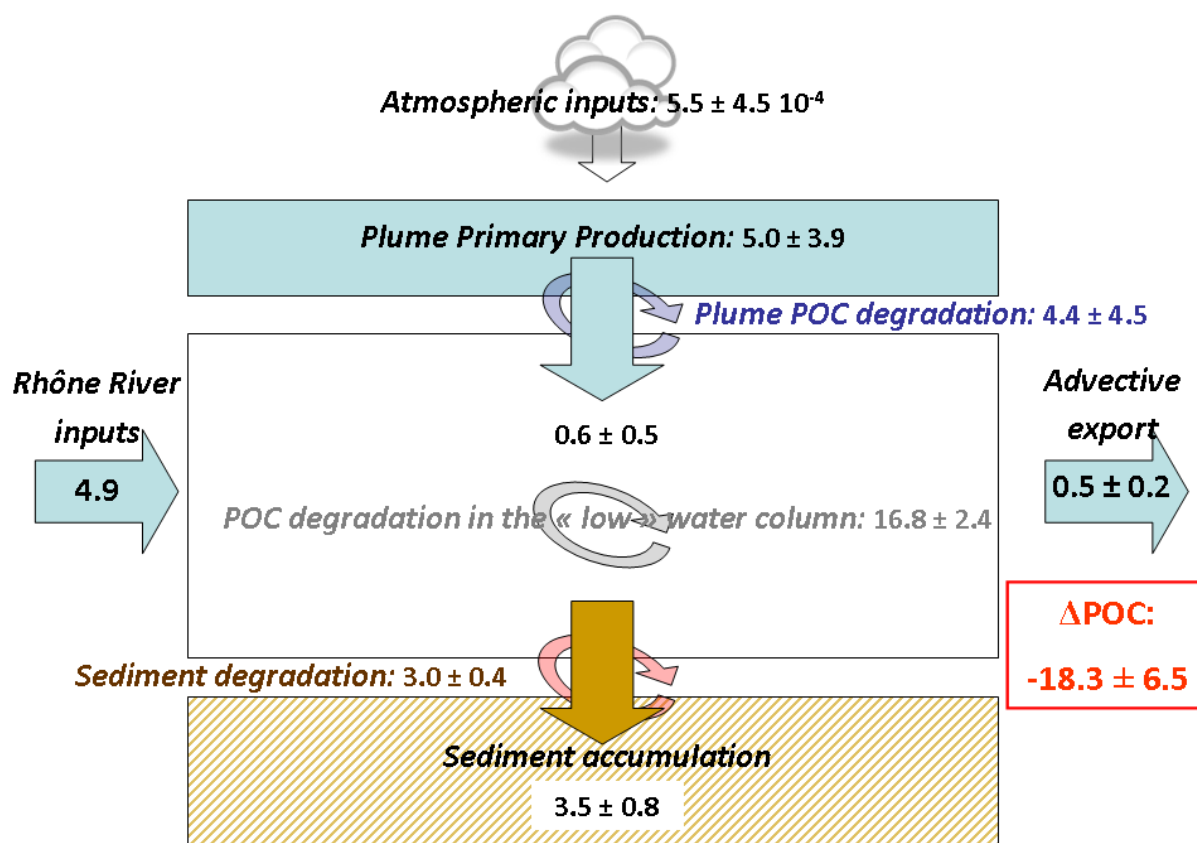 Atmospheric inputs: 5.5 ± 4.5 10⁻⁴
Plume Primary Production: 5.0 ± 3.9
Plume POC degradation: 4.4 ± 4.5
Rhône River
inputs
4.9
Advective
export
0.5 ± 0.2
0.6 ± 0.5
POC degradation in the « low » water column: 16.8 ± 2.4
ΔPOC:
-18.3 ± 6.5
Sediment degradation: 3.0 ± 0.4
Sediment accumulation
3.5 ± 0.8